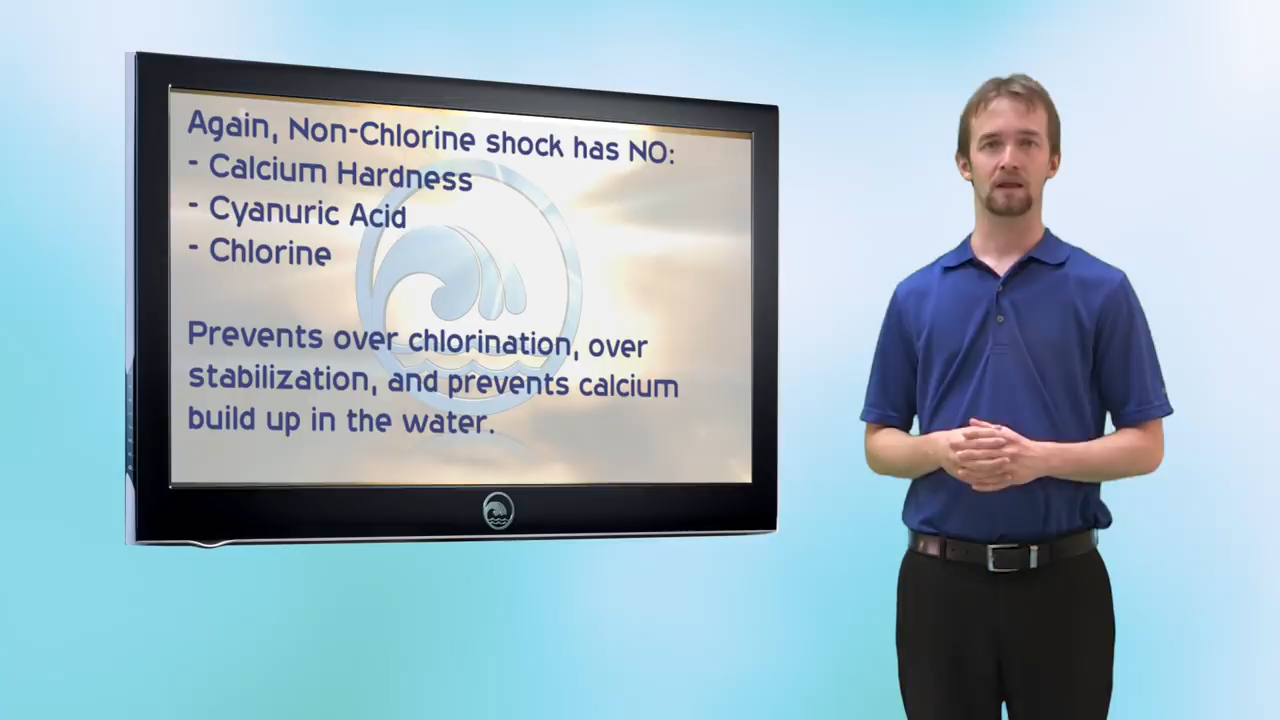 Again, Non-Chlorine shock has NO:
- Calcium Hardness
- Cyanuric Acid
- Chlorine
Prevents over chlorination, over
stabilization, and prevents calcium
build up in the water.